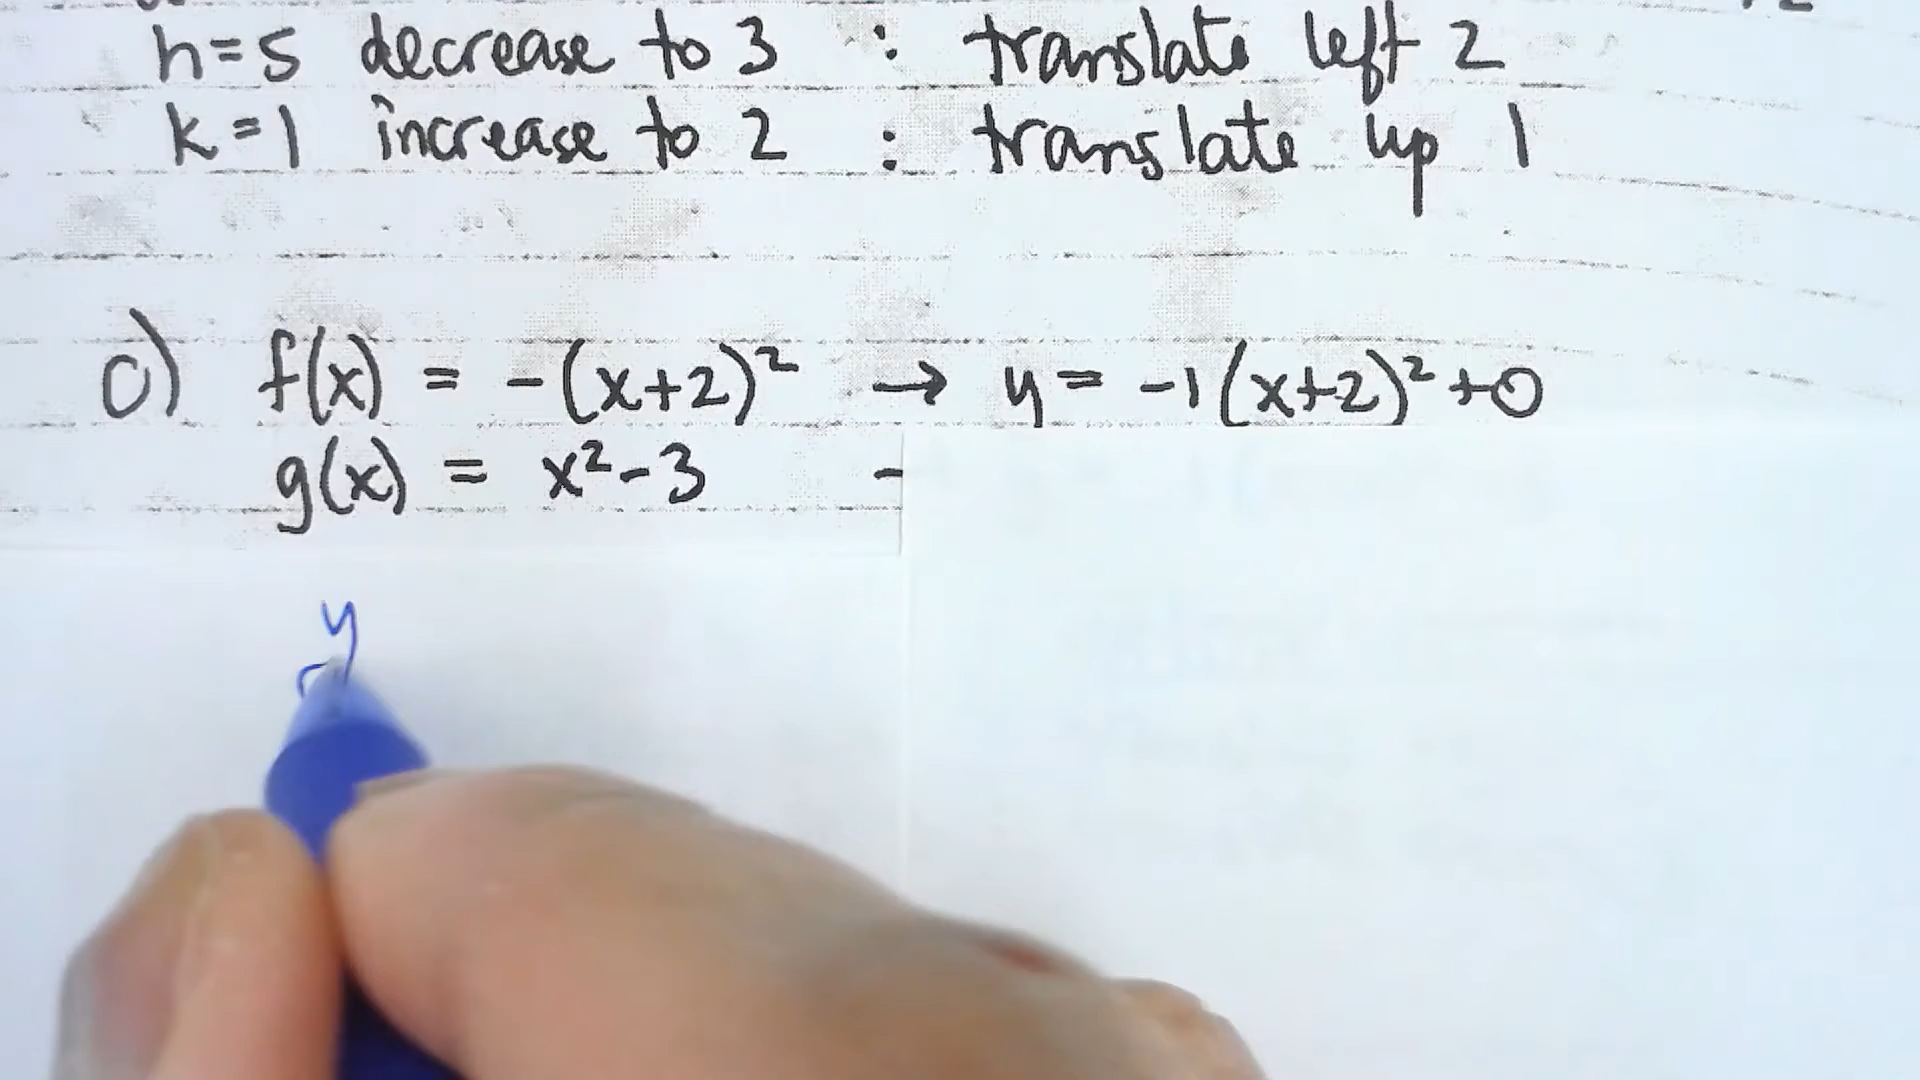 h=5 decrease to 3 : translate left 2
k=1 increase to 2 : translate up 1
c) f(x) = -(x+2)² → y = -1(x+2)² +0
g(x) = x² - 3 -
y